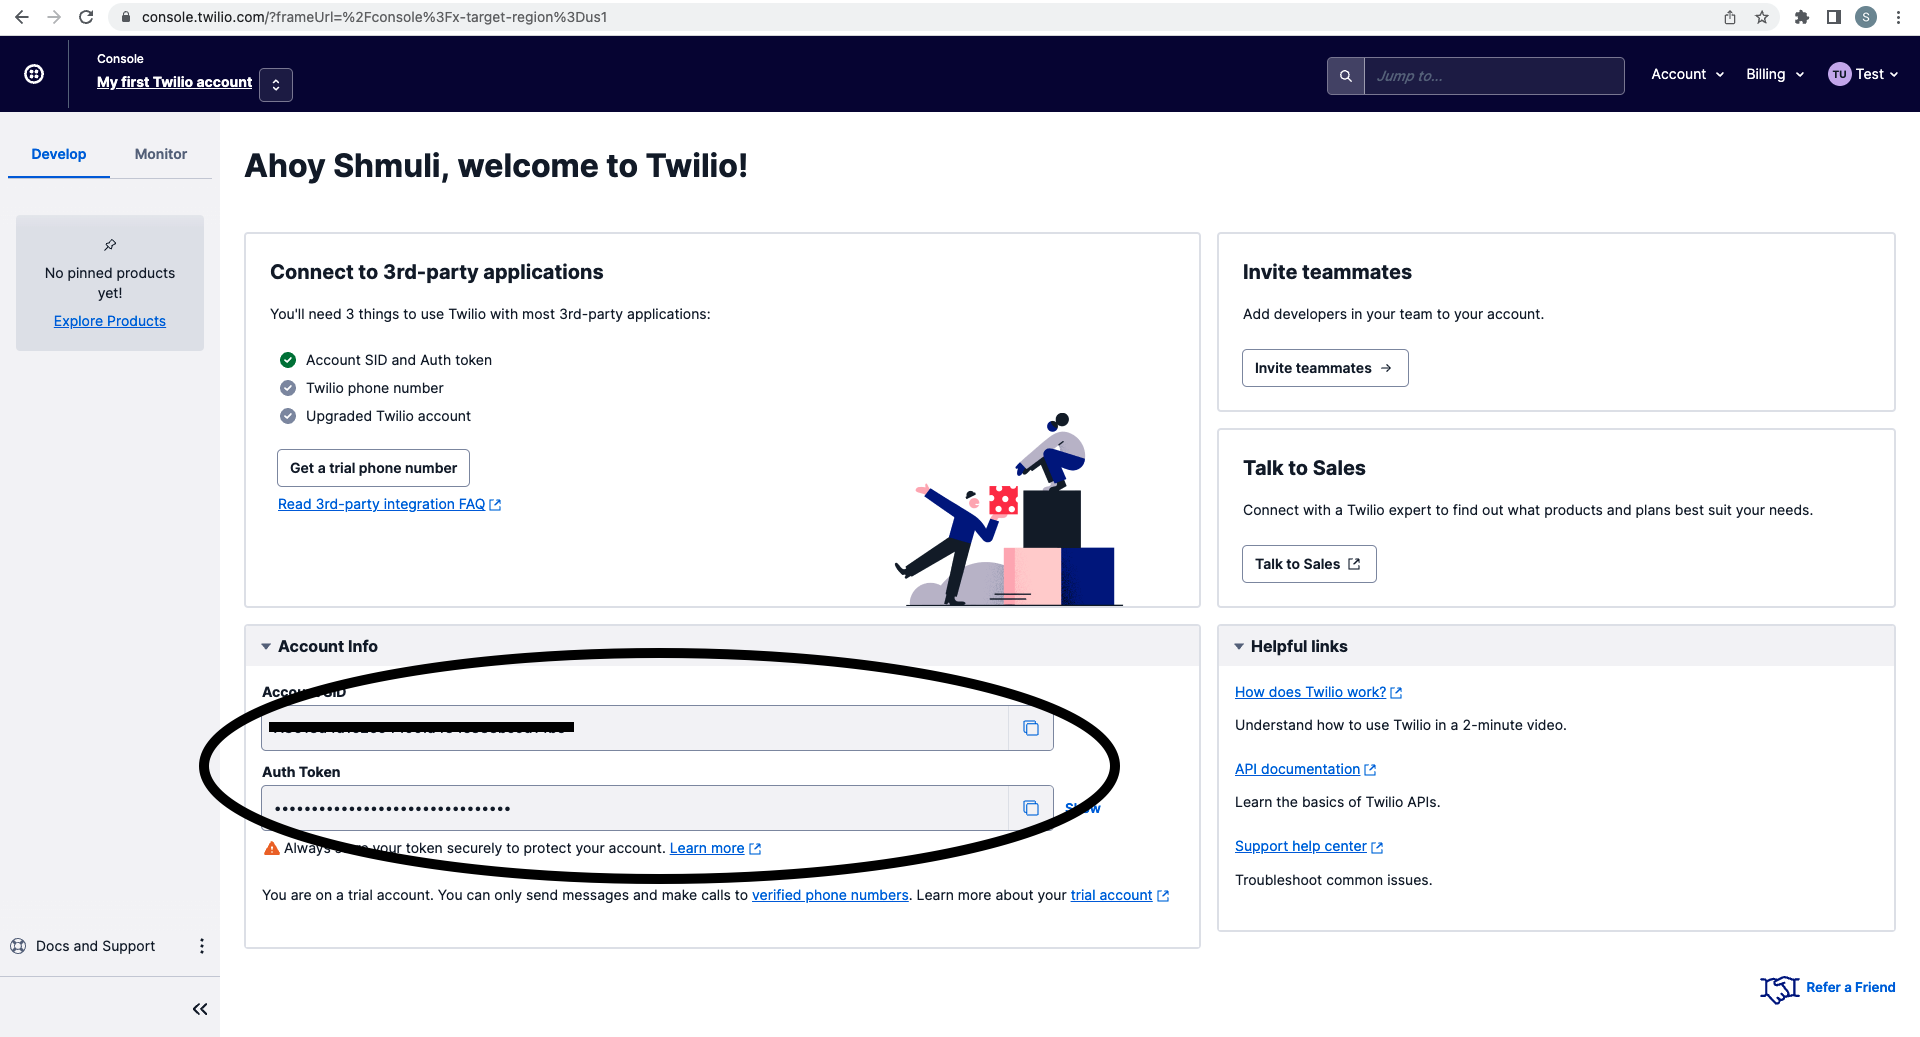 console.twilio.com/?frameUrl=%2Fconsole%3Fx-target-region%3Dus1
S
Console
My first Twilio account
Jump to...
Account
Billing
TU Test
Develop
Monitor
No pinned products
yet!
Explore Products
Ahoy Shmuli, welcome to Twilio!
Connect to 3rd-party applications
You'll need 3 things to use Twilio with most 3rd-party applications:
Account SID and Auth token
Twilio phone number
Upgraded Twilio account
Get a trial phone number
Read 3rd-party integration FAQ
Invite teammates
Add developers in your team to your account.
Invite teammates →
Talk to Sales
Connect with a Twilio expert to find out what products and plans best suit your needs.
Talk to Sales
Account Info
Account SID
Auth Token
•••••••••••••••••••••••••••••••• Show
Always store your token securely to protect your account. Learn more
You are on a trial account. You can only send messages and make calls to verified phone numbers. Learn more about your trial account
Helpful links
How does Twilio work?
Understand how to use Twilio in a 2-minute video.
API documentation
Learn the basics of Twilio APIs.
Support help center
Troubleshoot common issues.
Docs and Support
Refer a Friend